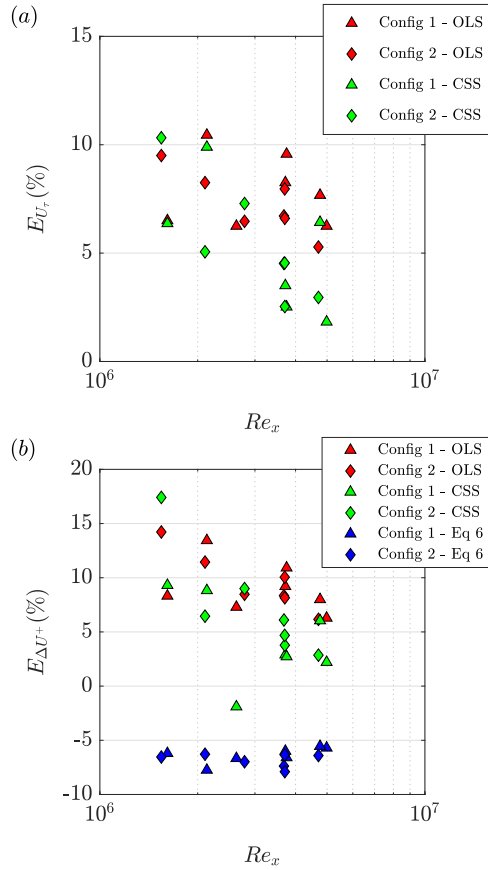 (a)
Config 1 - OLS
Config 2 - OLS
Config 1 - CSS
Config 2 - CSS
15
10
5
0
E_{U_τ}(%)
10^6
10^7
Re_x
(b)
Config 1 - OLS
Config 2 - OLS
Config 1 - CSS
Config 2 - CSS
Config 1 - Eq 6
Config 2 - Eq 6
20
15
10
5
0
-5
-10
E_{ΔU^+}(%)
10^6
10^7
Re_x